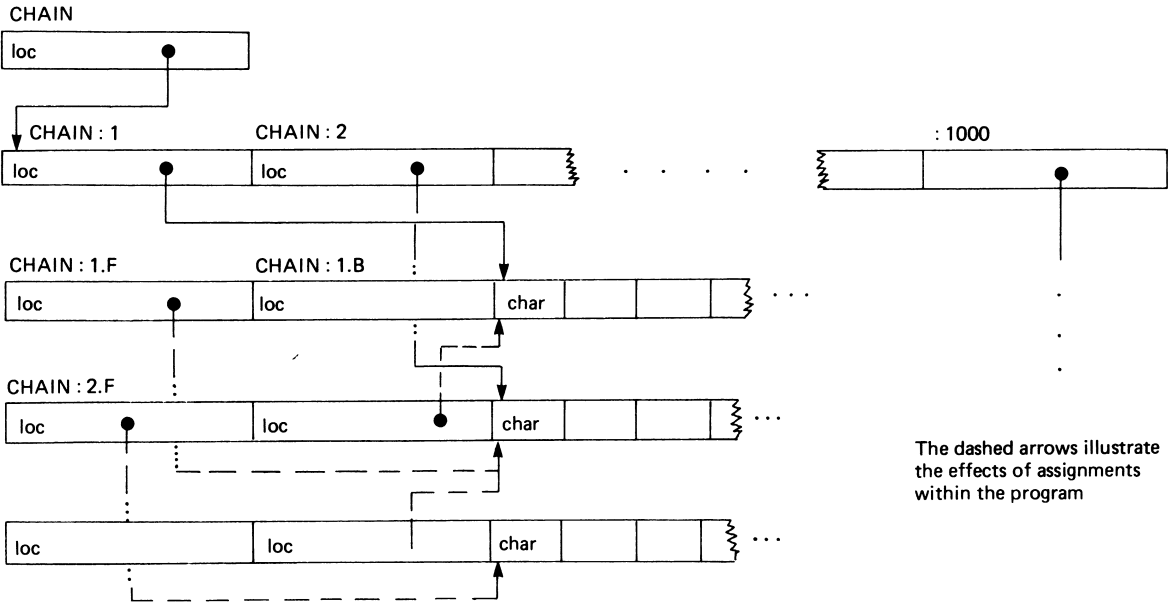 CHAIN
loc
CHAIN : 1 CHAIN : 2 : 1000
loc loc
CHAIN : 1.F CHAIN : 1.B
loc loc char
CHAIN : 2.F
loc loc char
The dashed arrows illustrate
the effects of assignments
within the program
loc loc char